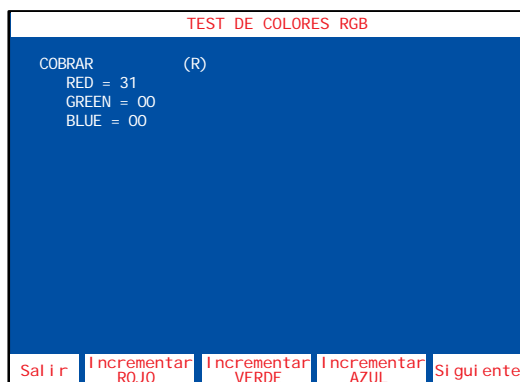 TEST DE COLORES RGB
COBRAR (R)
RED = 31
GREEN = 00
BLUE = 00
Salir
Incrementar
ROJO
Incrementar
VERDE
Incrementar
AZUL
Siguiente